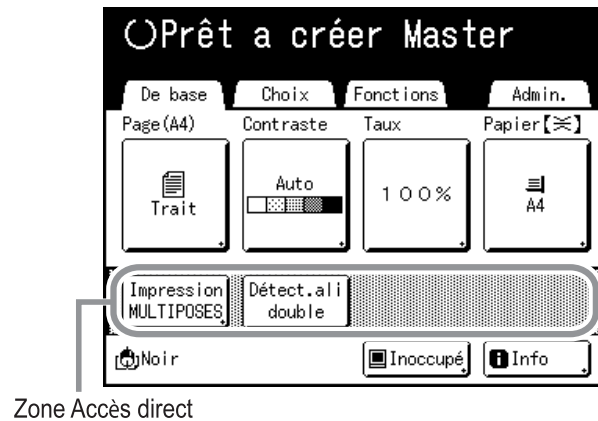 Prêt a créer Master
De base Choix Fonctions Admin.
Page(A4) Contraste Taux Papier【≍】
Trait Auto 100% A4
Impression MULTIPOSES Détect.ali double
Noir Inoccupé Info
Zone Accès direct